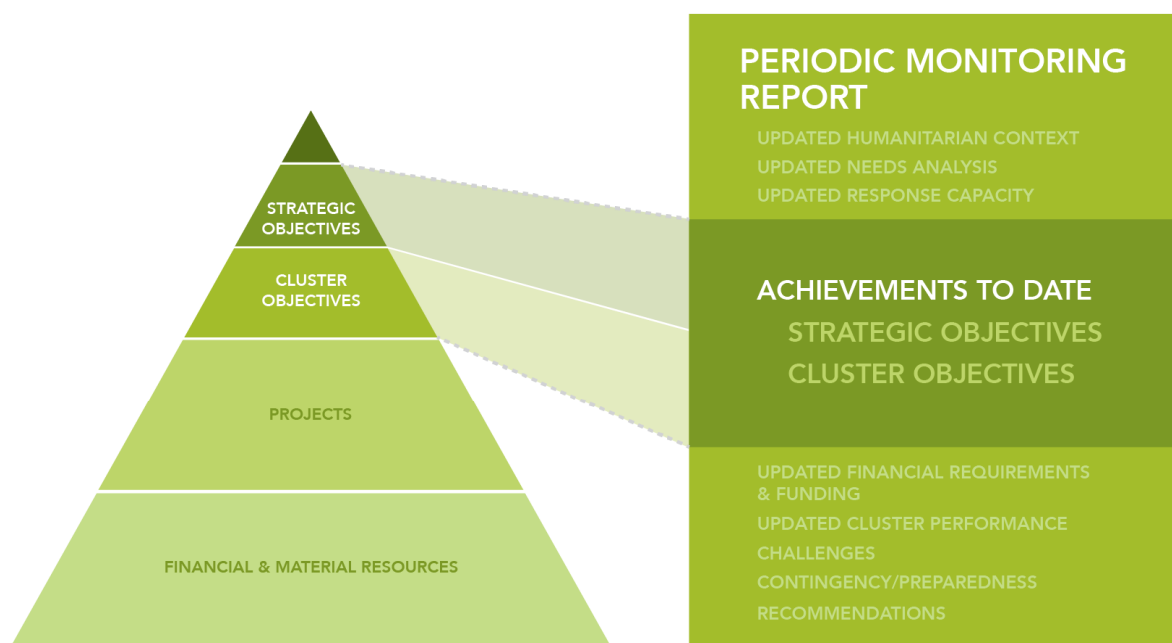 STRATEGIC
OBJECTIVES
CLUSTER
OBJECTIVES
PROJECTS
FINANCIAL & MATERIAL RESOURCES
PERIODIC MONITORING
REPORT
UPDATED HUMANITARIAN CONTEXT
UPDATED NEEDS ANALYSIS
UPDATED RESPONSE CAPACITY
ACHIEVEMENTS TO DATE
STRATEGIC OBJECTIVES
CLUSTER OBJECTIVES
UPDATED FINANCIAL REQUIREMENTS
& FUNDING
UPDATED CLUSTER PERFORMANCE
CHALLENGES
CONTINGENCY/PREPAREDNESS
RECOMMENDATIONS